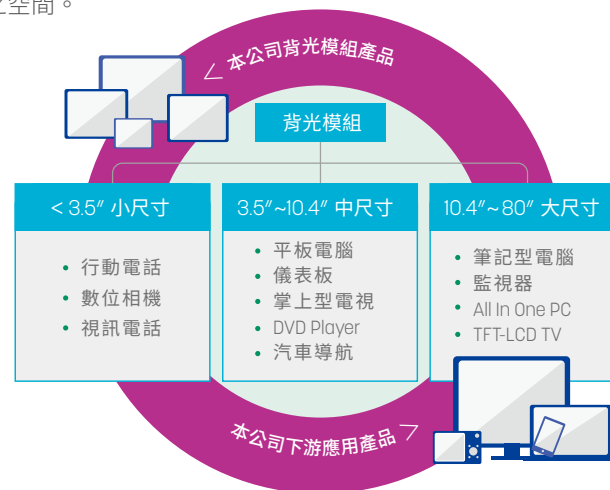 空間。
本公司背光模組產品
背光模組
< 3.5" 小尺寸
行動電話
數位相機
視訊電話
3.5"~10.4" 中尺寸
平板電腦
儀表板
掌上型電視
DVD Player
汽車導航
10.4"~80" 大尺寸
筆記型電腦
監視器
All In One PC
TFT-LCD TV
本公司下游應用產品